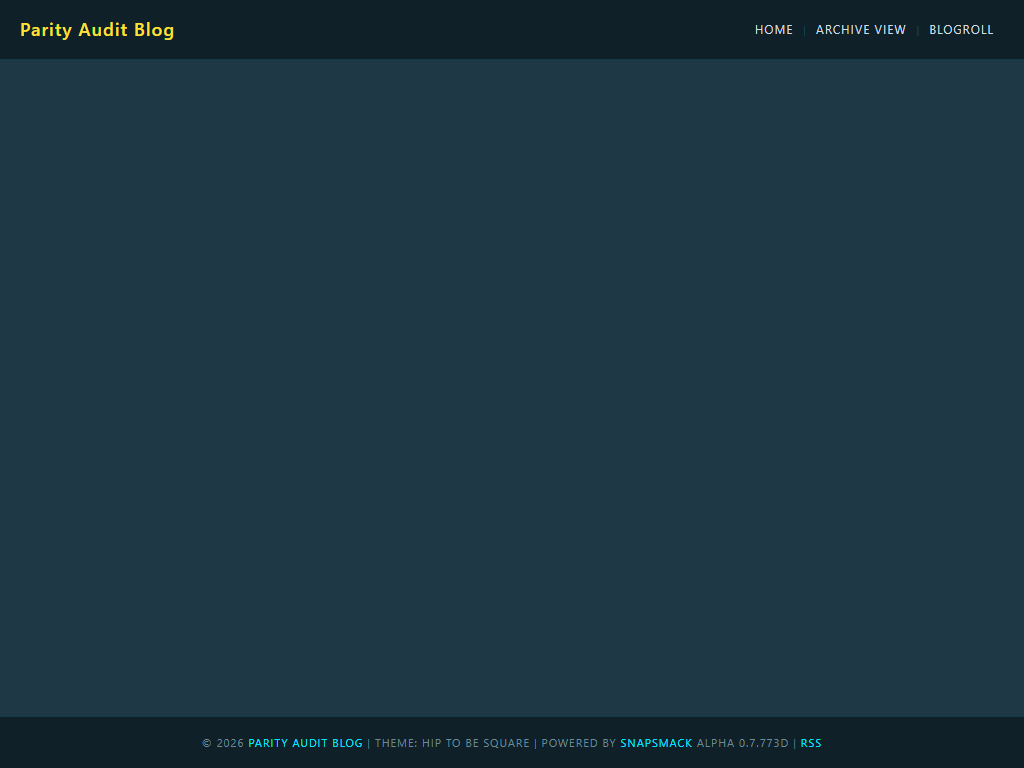 Parity Audit Blog
HOME | ARCHIVE VIEW | BLOGROLL
© 2026 PARITY AUDIT BLOG | THEME: HIP TO BE SQUARE | POWERED BY SNAPSMACK ALPHA 0.7.773D | RSS